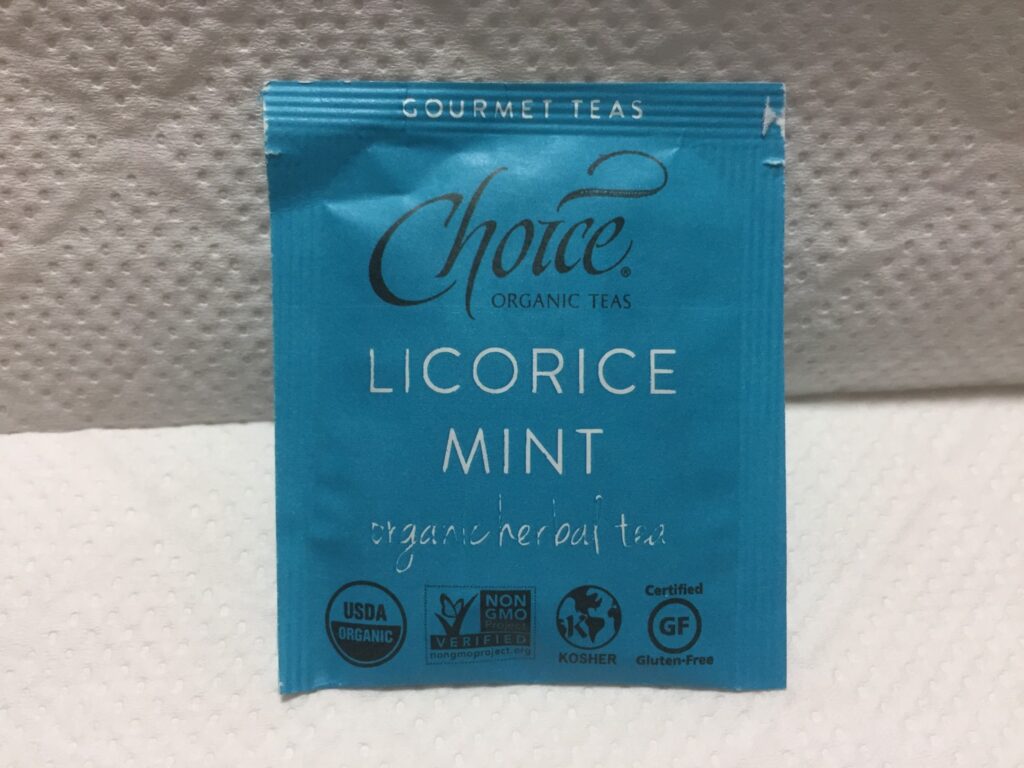 GOURMET TEAS
Choice®
ORGANIC TEAS
LICORICE
MINT
organic herbal tea
USDA
ORGANIC
NON
GMO
Project
VERIFIED
nongmoproject.org
K
KOSHER
Certified
GF
Gluten-Free